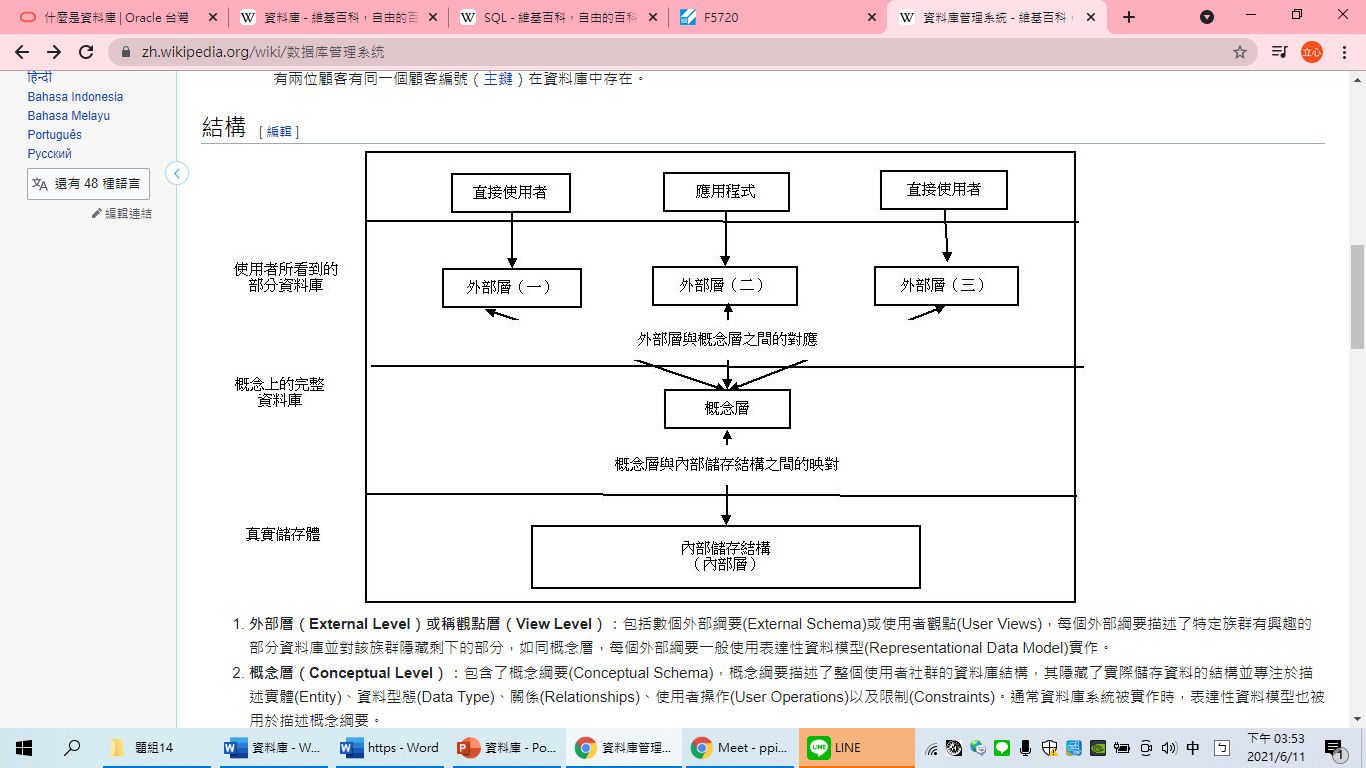 什麼是資料庫 | Oracle 台灣
資料庫 - 維基百科，自由的百
SQL - 維基百科，自由的百科
F5720
資料庫管理系統 - 維基百科，
zh.wikipedia.org/wiki/数据库管理系统
立心
हिन्दी
Bahasa Indonesia
Bahasa Melayu
Português
Русский
還有 48 種語言
編輯連結
有兩位顧客有同一個顧客編號（主鍵）在資料庫中存在。
結構 [ 編輯 ]
直接使用者
應用程式
直接使用者
使用者所看到的
部分資料庫
外部層（一）
外部層（二）
外部層（三）
外部層與概念層之間的對應
概念上的完整
資料庫
概念層
概念層與內部儲存結構之間的映對
真實儲存體
內部儲存結構
（內部層）
1. 外部層（External Level）或稱觀點層（View Level）：包括數個外部綱要(External Schema)或使用者觀點(User Views)，每個外部綱要描述了特定族群有興趣的
部分資料庫並對該族群隱藏剩下的部分，如同概念層，每個外部綱要一般使用表達性資料模型(Representational Data Model)實作。
2. 概念層（Conceptual Level）：包含了概念綱要(Conceptual Schema)，概念綱要描述了整個使用者社群的資料庫結構，其隱藏了實際儲存資料的結構並專注於描
述實體(Entity)、資料型態(Data Type)、關係(Relationships)、使用者操作(User Operations)以及限制(Constraints)。通常資料庫系統被實作時，表達性資料模型也被
用於描述概念綱要。
題組14
資料庫 - W...
https - Word
資料庫 - Po...
資料庫管理...
Meet - ppi...
LINE
中
ㄅ
下午 03:53
2021/6/11
1